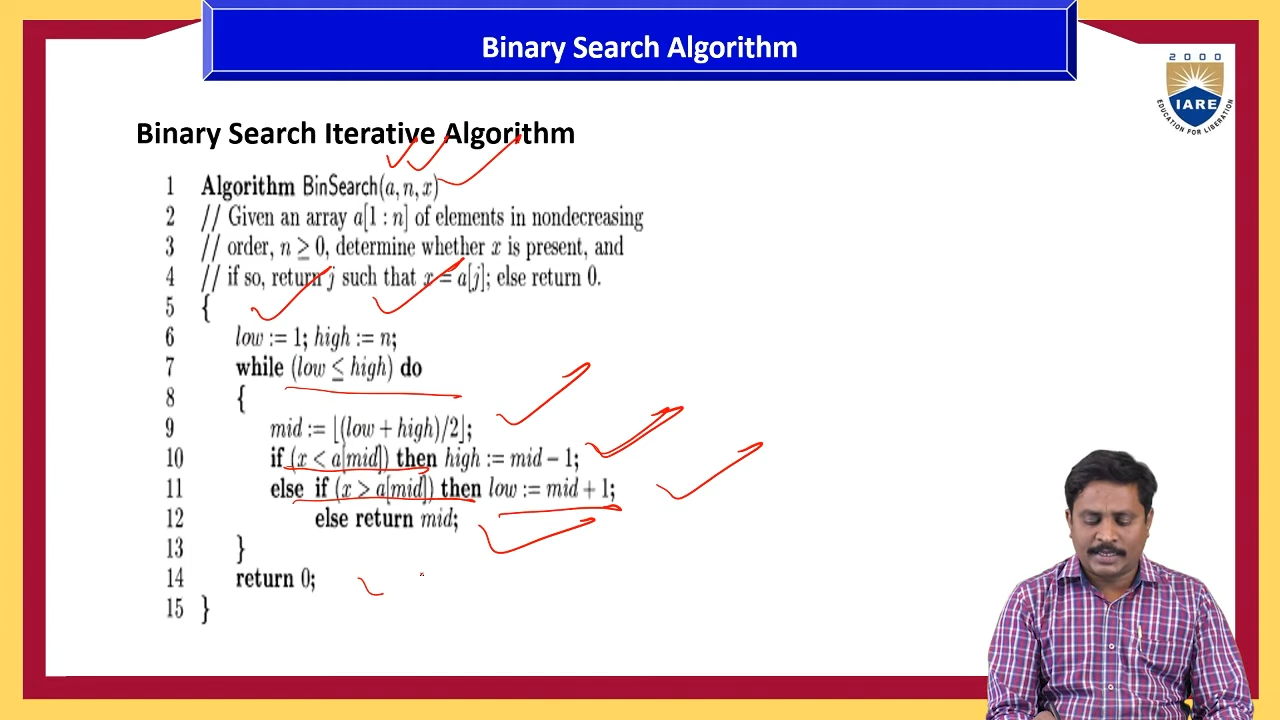 Binary Search Algorithm
2000
IARE
EDUCATION FOR LIBERATION
Binary Search Iterative Algorithm
1 Algorithm BinSearch(a, n, x)
2 // Given an array a[1 : n] of elements in nondecreasing
3 // order, n ≥ 0, determine whether x is present, and
4 // if so, return j such that x = a[j]; else return 0.
5 {
6 low := 1; high := n;
7 while (low ≤ high) do
8 {
9 mid := ⌊(low + high)/2⌋;
10 if (x < a[mid]) then high := mid − 1;
11 else if (x > a[mid]) then low := mid + 1;
12 else return mid;
13 }
14 return 0;
15 }